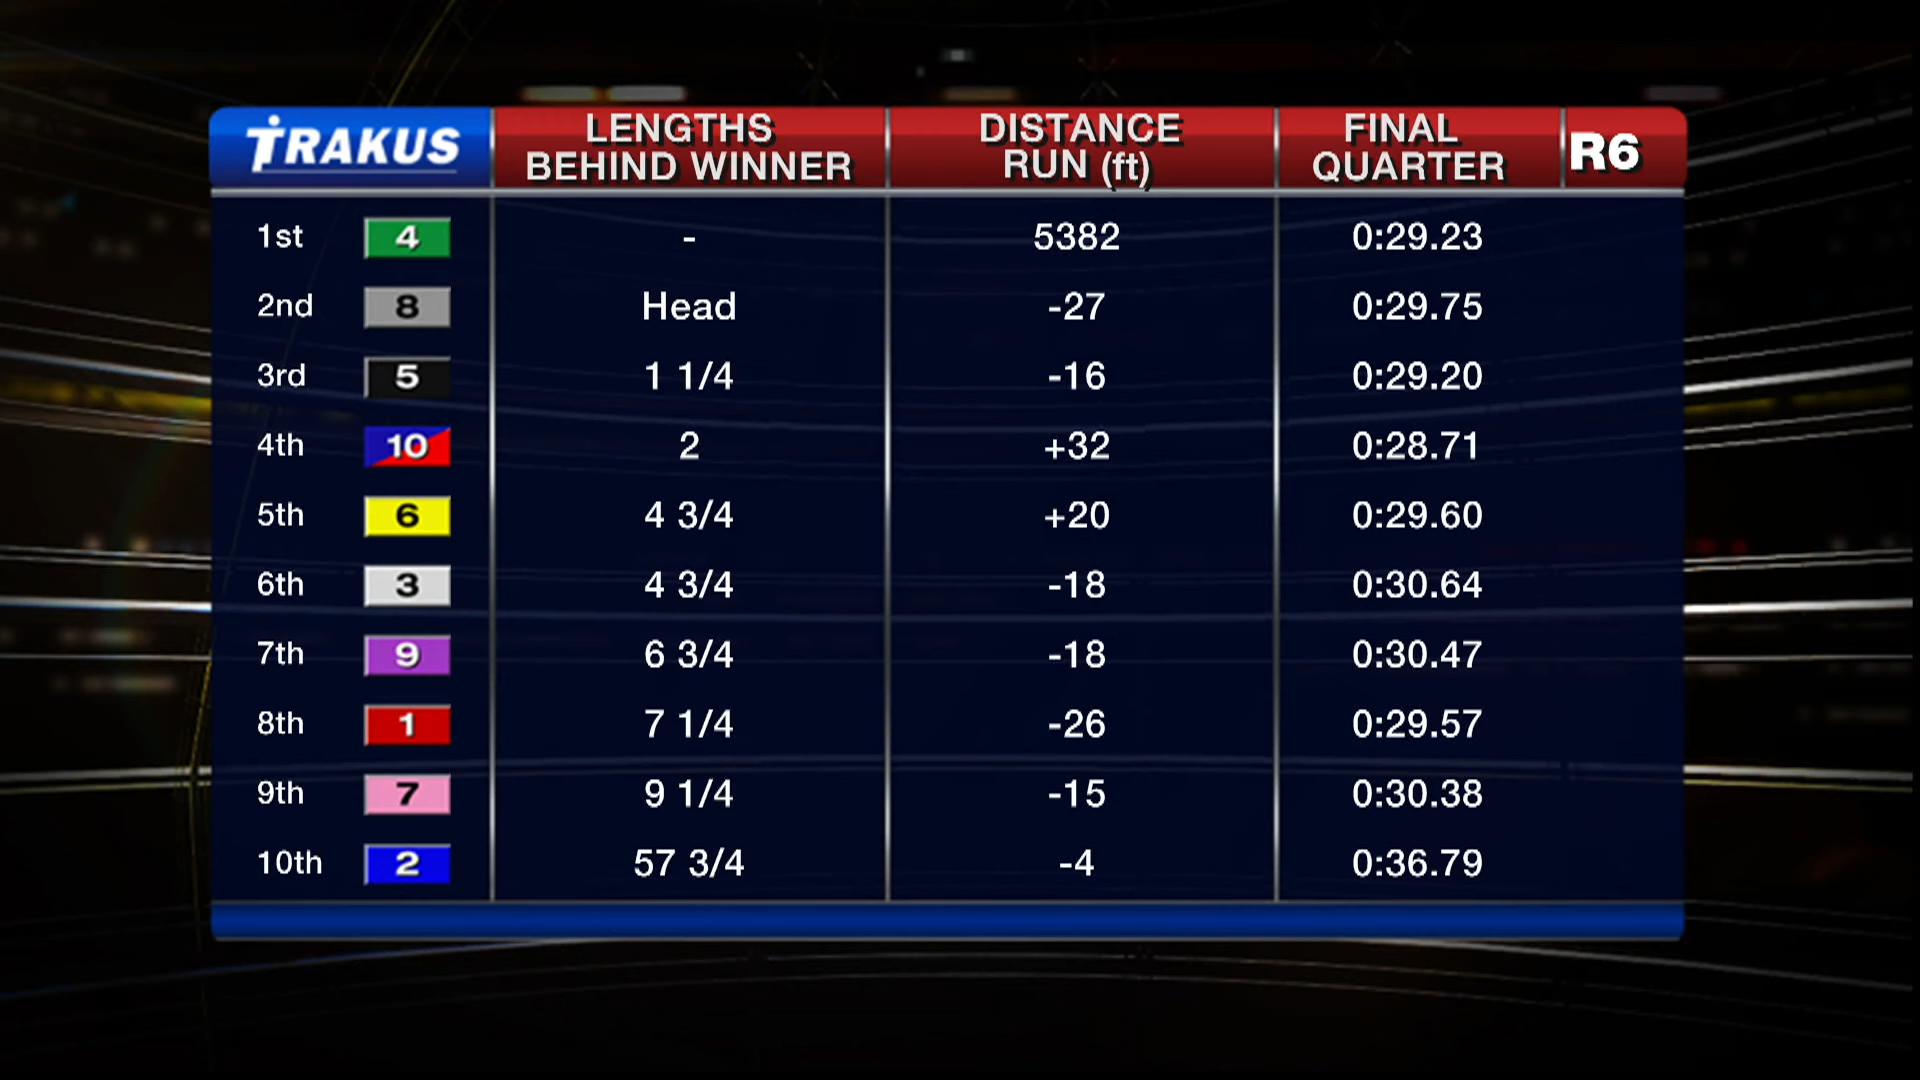 TRAKUS LENGTHS BEHIND WINNER DISTANCE RUN (ft) FINAL QUARTER R6
1st 4 - 5382 0:29.23
2nd 8 Head -27 0:29.75
3rd 5 1 1/4 -16 0:29.20
4th 10 2 +32 0:28.71
5th 6 4 3/4 +20 0:29.60
6th 3 4 3/4 -18 0:30.64
7th 9 6 3/4 -18 0:30.47
8th 1 7 1/4 -26 0:29.57
9th 7 9 1/4 -15 0:30.38
10th 2 57 3/4 -4 0:36.79